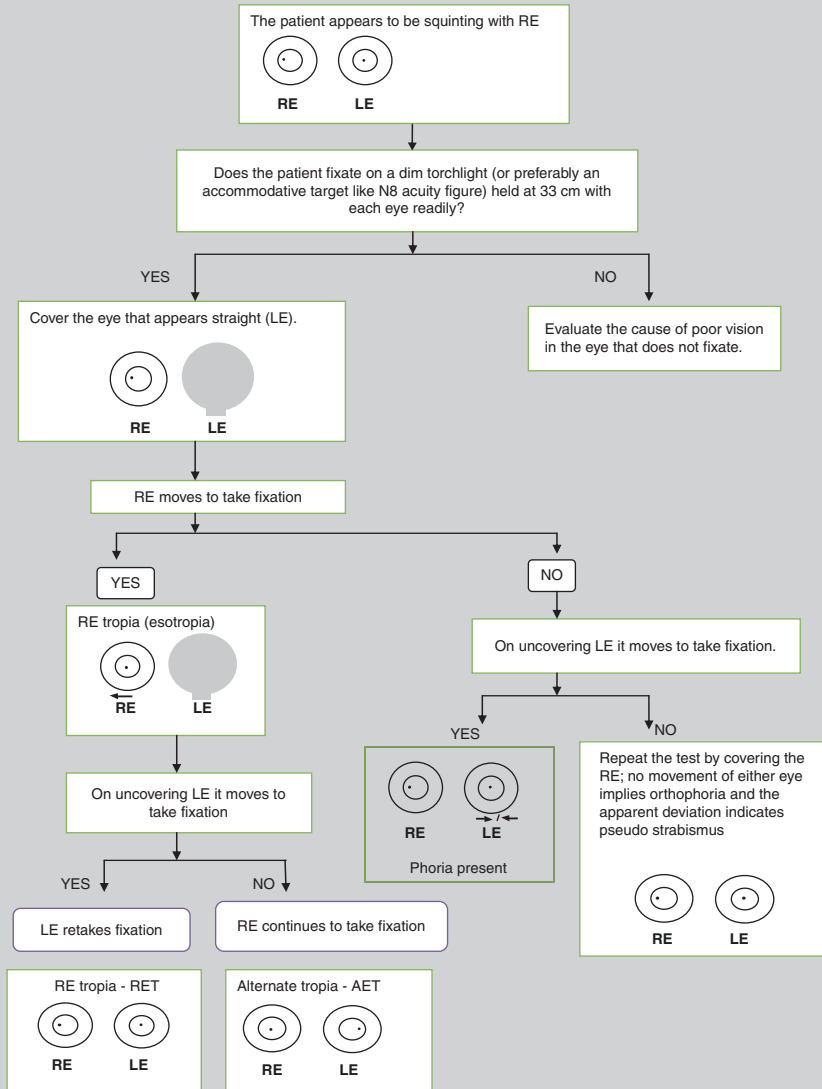 The patient appears to be squinting with RE
RE LE
Does the patient fixate on a dim torchlight (or preferably an
accommodative target like N8 acuity figure) held at 33 cm with
each eye readily?
YES
NO
Cover the eye that appears straight (LE).
RE LE
Evaluate the cause of poor vision
in the eye that does not fixate.
RE moves to take fixation
YES
NO
RE tropia (esotropia)
RE LE
On uncovering LE it moves to take fixation.
On uncovering LE it moves to
take fixation
YES
NO
YES
/
RE LE
Phoria present
NO
Repeat the test by covering the
RE; no movement of either eye
implies orthophoria and the
apparent deviation indicates
pseudo strabismus
RE LE
LE retakes fixation
RE continues to take fixation
RE tropia - RET
RE LE
Alternate tropia - AET
RE LE